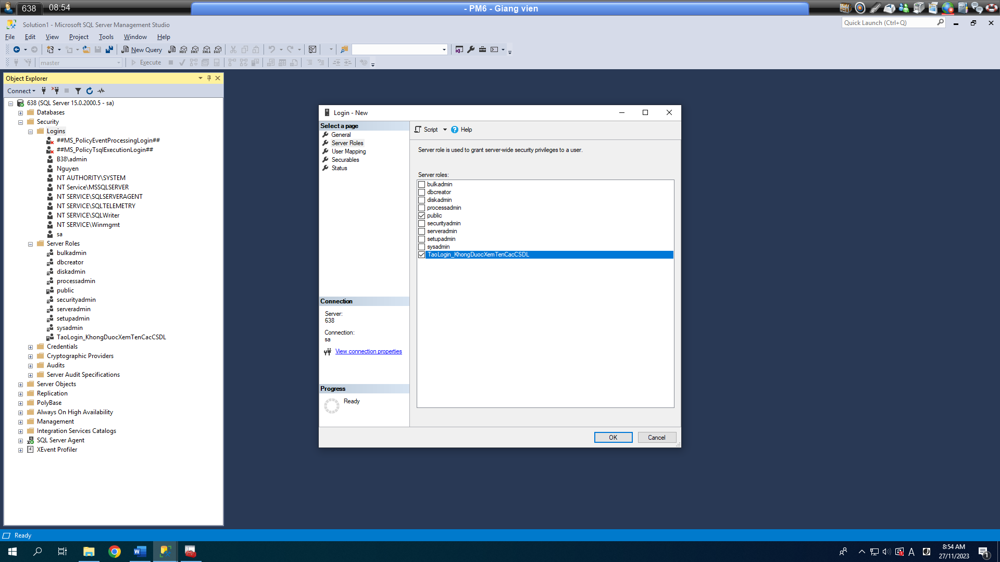 638
08:54
- PM6 - Giang vien
Solution1 - Microsoft SQL Server Management Studio
Quick Launch (Ctrl+Q)
File Edit View Project Tools Window Help
New Query
MDX DMX XMLA DAX
master
Execute
Object Explorer
Connect
638 (SQL Server 15.0.2000.5 - sa)
Databases
Security
Logins
##MS_PolicyEventProcessingLogin##
##MS_PolicyTsqlExecutionLogin##
B38\admin
Nguyen
NT AUTHORITY\SYSTEM
NT Service\MSSQLSERVER
NT SERVICE\SQLSERVERAGENT
NT SERVICE\SQLTELEMETRY
NT SERVICE\SQLWriter
NT SERVICE\Winmgmt
sa
Server Roles
bulkadmin
dbcreator
diskadmin
processadmin
public
securityadmin
serveradmin
setupadmin
sysadmin
TaoLogin_KhongDuocXemTenCacCSDL
Credentials
Cryptographic Providers
Audits
Server Audit Specifications
Server Objects
Replication
PolyBase
Always On High Availability
Management
Integration Services Catalogs
SQL Server Agent
XEvent Profiler
Login - New
Select a page
General
Server Roles
User Mapping
Securables
Status
Connection
Server:
638
Connection:
sa
View connection properties
Progress
Ready
Script Help
Server role is used to grant server-wide security privileges to a user.
Server roles:
bulkadmin
dbcreator
diskadmin
processadmin
public
securityadmin
serveradmin
setupadmin
sysadmin
TaoLogin_KhongDuocXemTenCacCSDL
OK Cancel
Ready
A
8:54 AM
27/11/2023
1